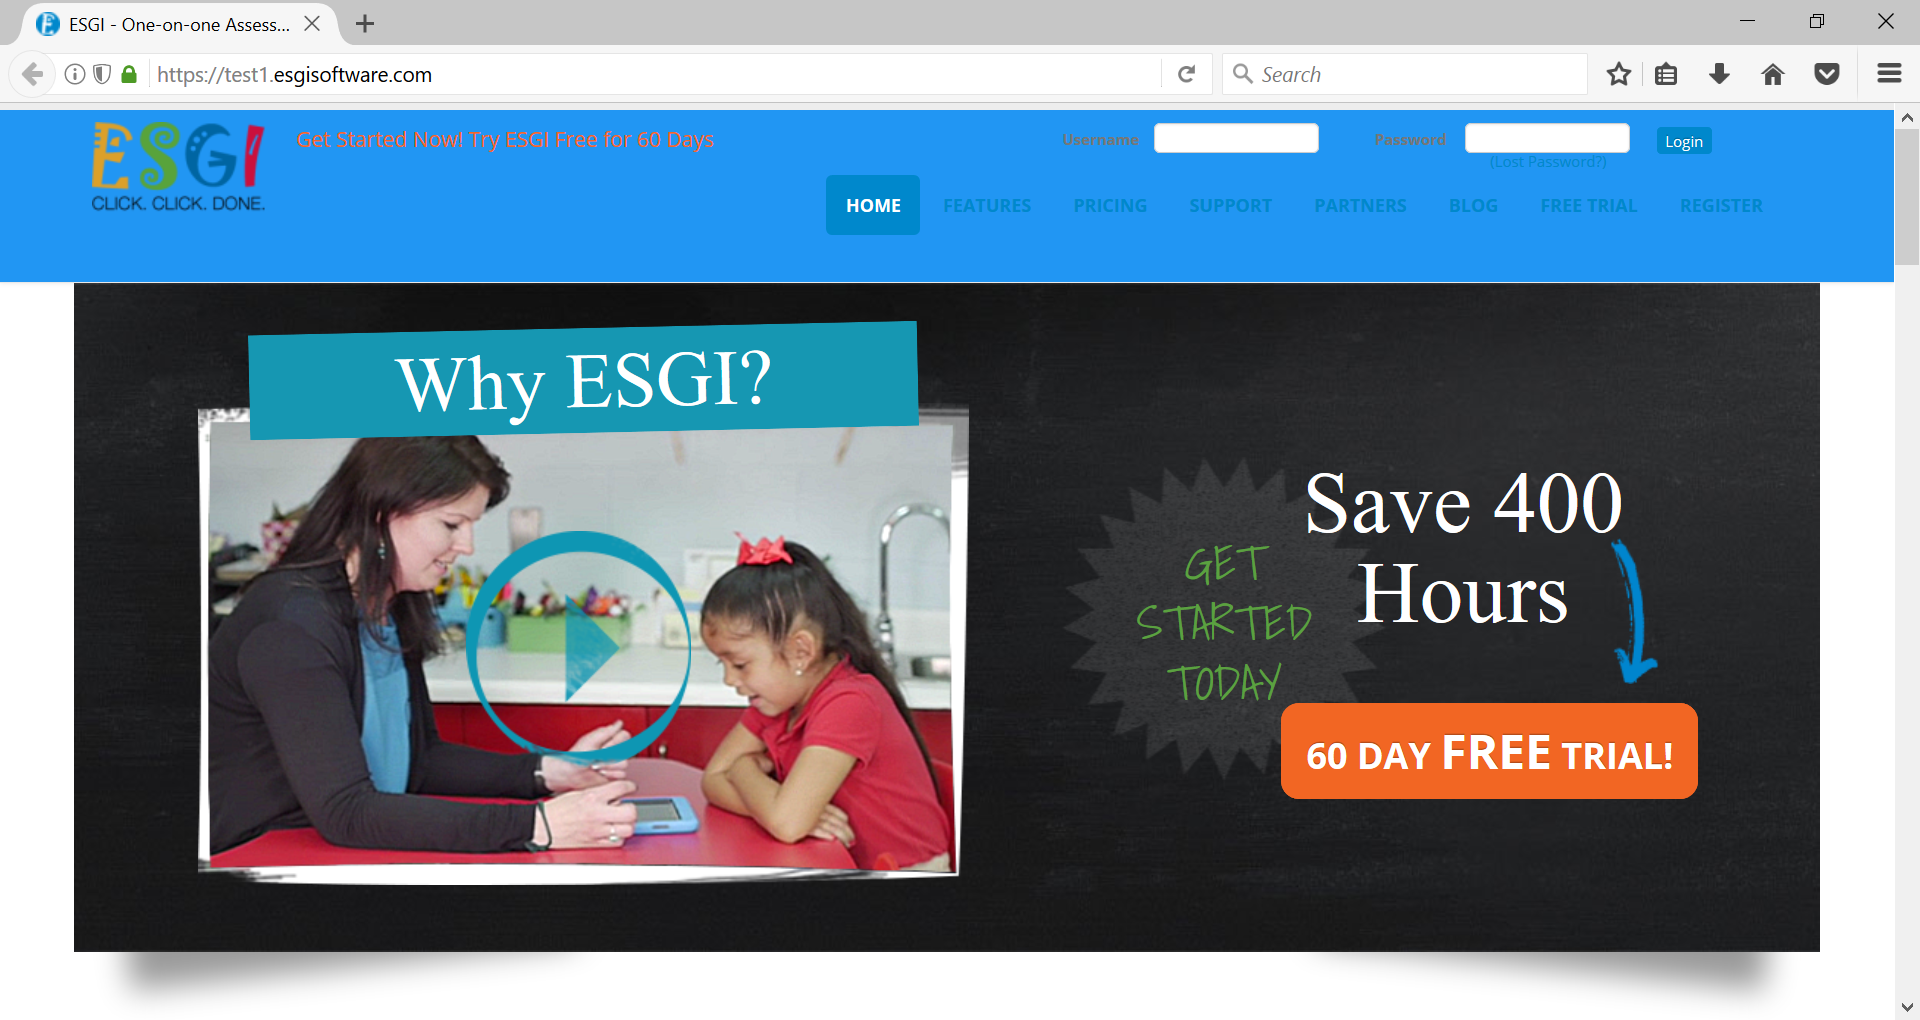 ESGI - One-on-one Assess...
https://test1.esgisoftware.com
Search
ESGI
CLICK. CLICK. DONE.
Get Started Now! Try ESGI Free for 60 Days
Username
Password
Login
(Lost Password?)
HOME FEATURES PRICING SUPPORT PARTNERS BLOG FREE TRIAL REGISTER
Why ESGI?
Save 400
Hours
GET
STARTED
TODAY
60 DAY FREE TRIAL!